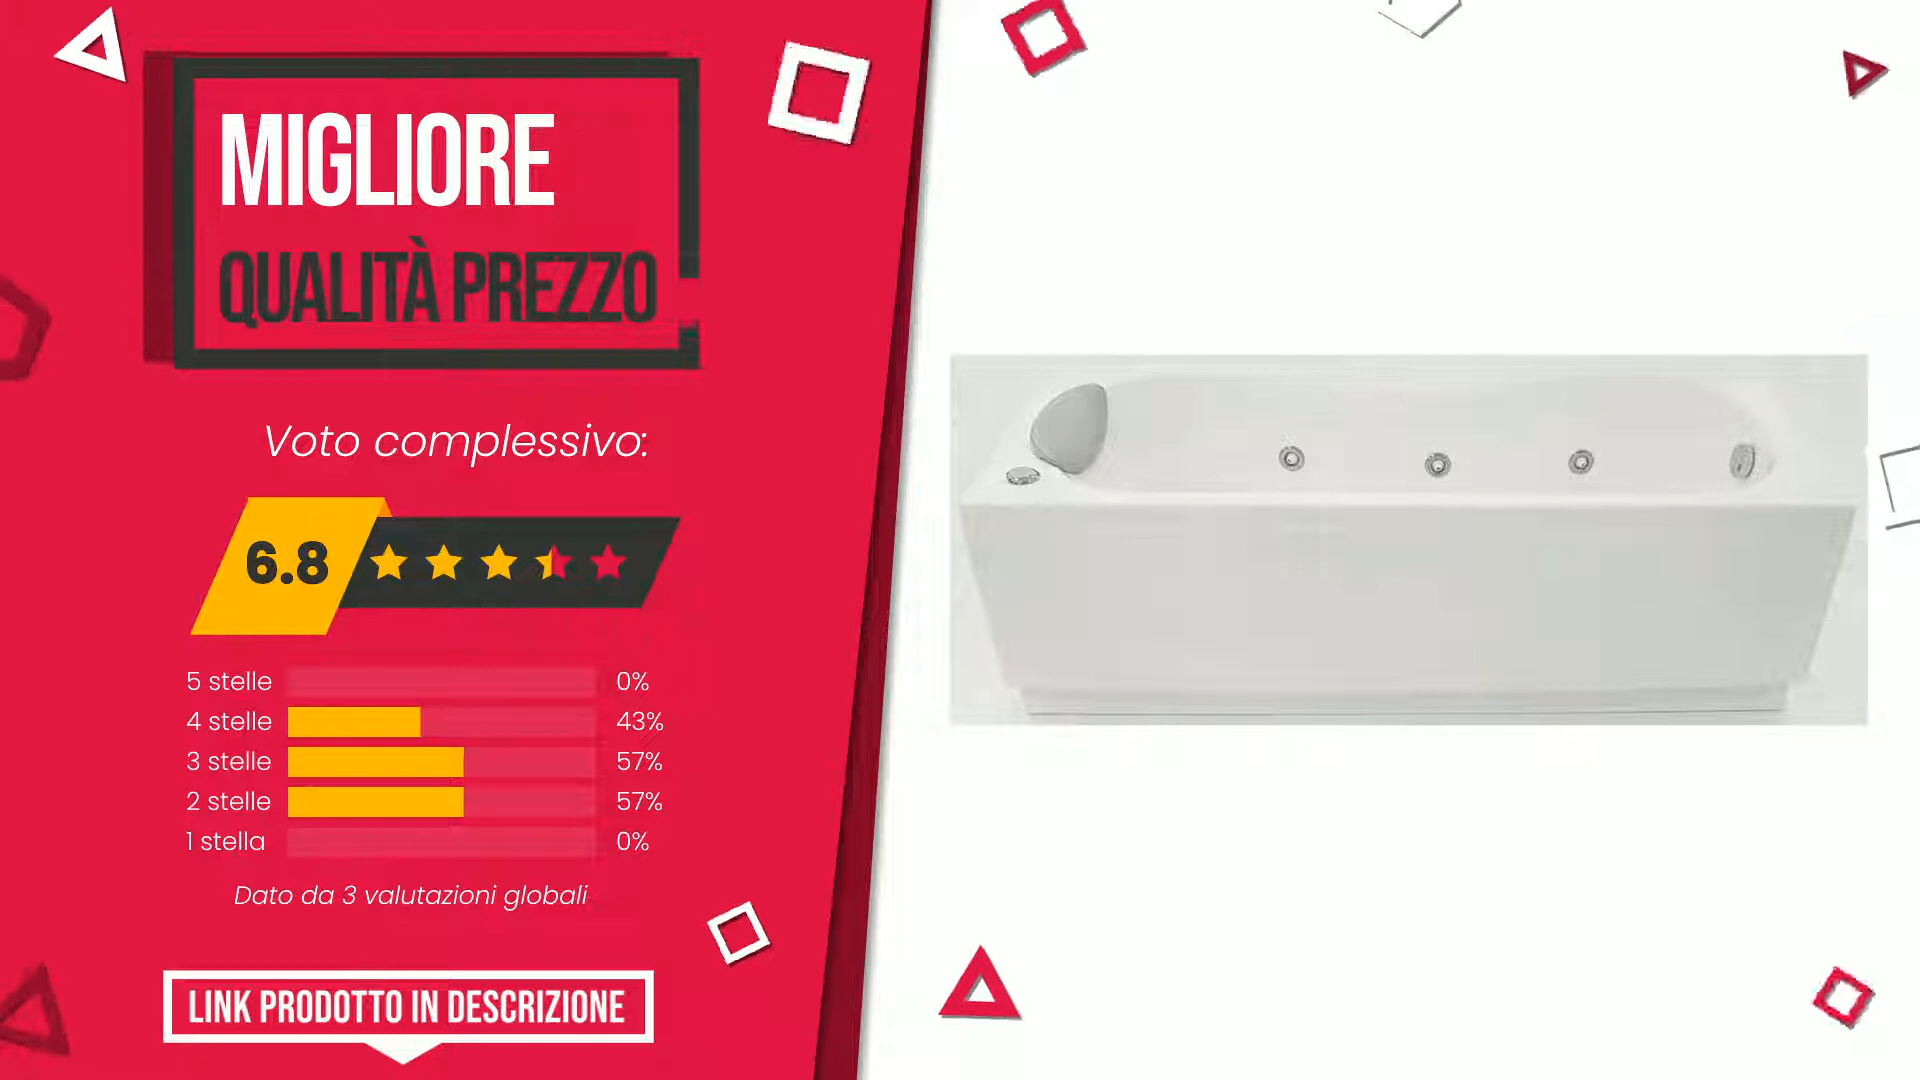 MIGLIORE
QUALITÀ PREZZO
Voto complessivo:
6.8
5 stelle 0%
4 stelle 43%
3 stelle 57%
2 stelle 57%
1 stella 0%
Dato da 3 valutazioni globali
LINK PRODOTTO IN DESCRIZIONE